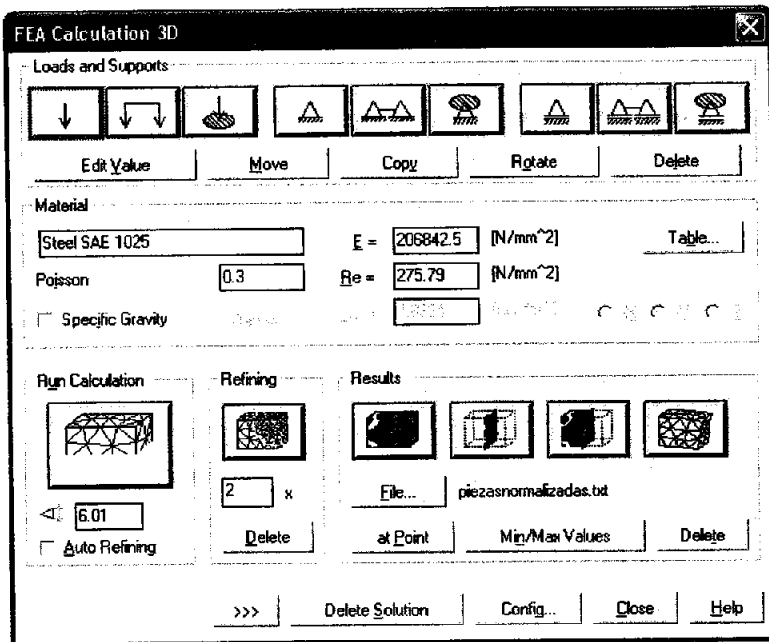 FEA Calculation 3D
Loads and Supports
Edit Value Move Copy Rotate Delete
Material
Steel SAE 1025 E = 206842.5 [N/mm^2] Table...
Poisson 0.3 Re = 275.79 [N/mm^2]
Specific Gravity
Run Calculation Refining Results
2 x File... piezasnormalizadas.txt
6.01
Auto Refining Delete at Point Min/Max Values Delete
>>> Delete Solution Config... Close Help